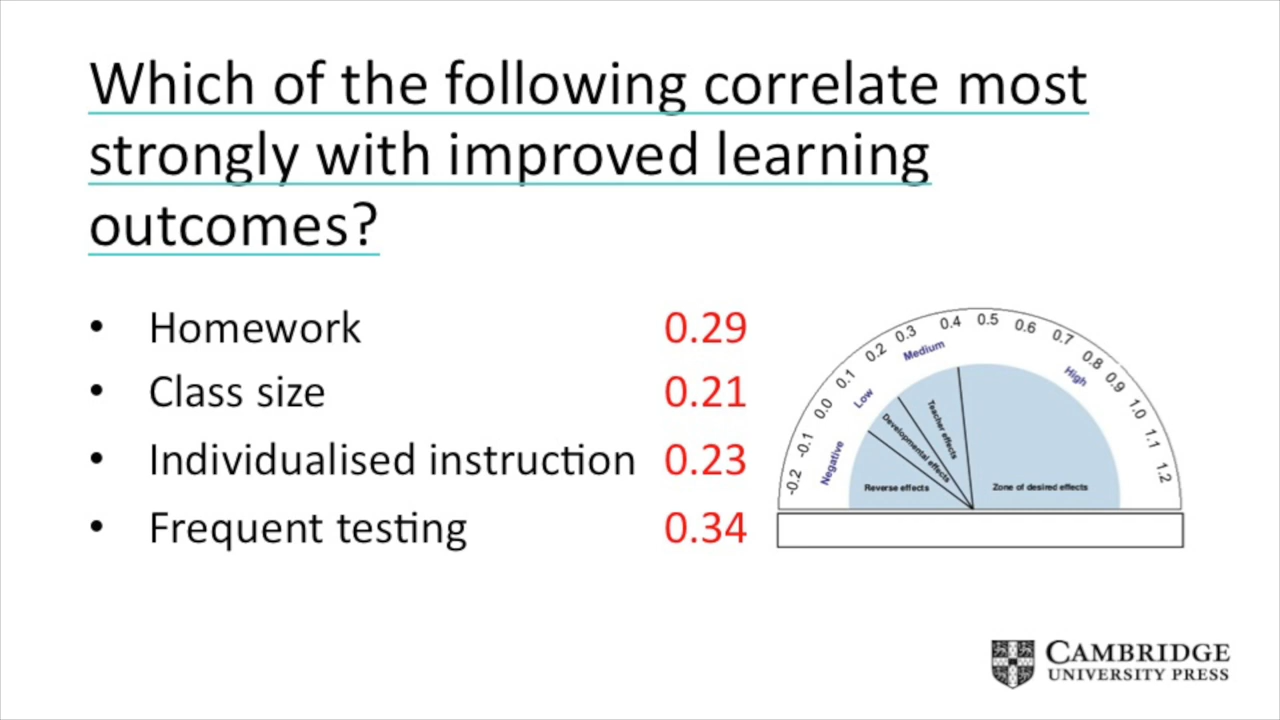 Which of the following correlate most
strongly with improved learning
outcomes?
• Homework 0.29
• Class size 0.21
• Individualised instruction 0.23
• Frequent testing 0.34
-0.2 -0.1 0.0 0.1 0.2 0.3 0.4 0.5 0.6 0.7 0.8 0.9 1.0 1.1 1.2
Negative Low Medium High
Reverse effects
Developmental effects
Teacher effects
Zone of desired effects
CAMBRIDGE
UNIVERSITY PRESS